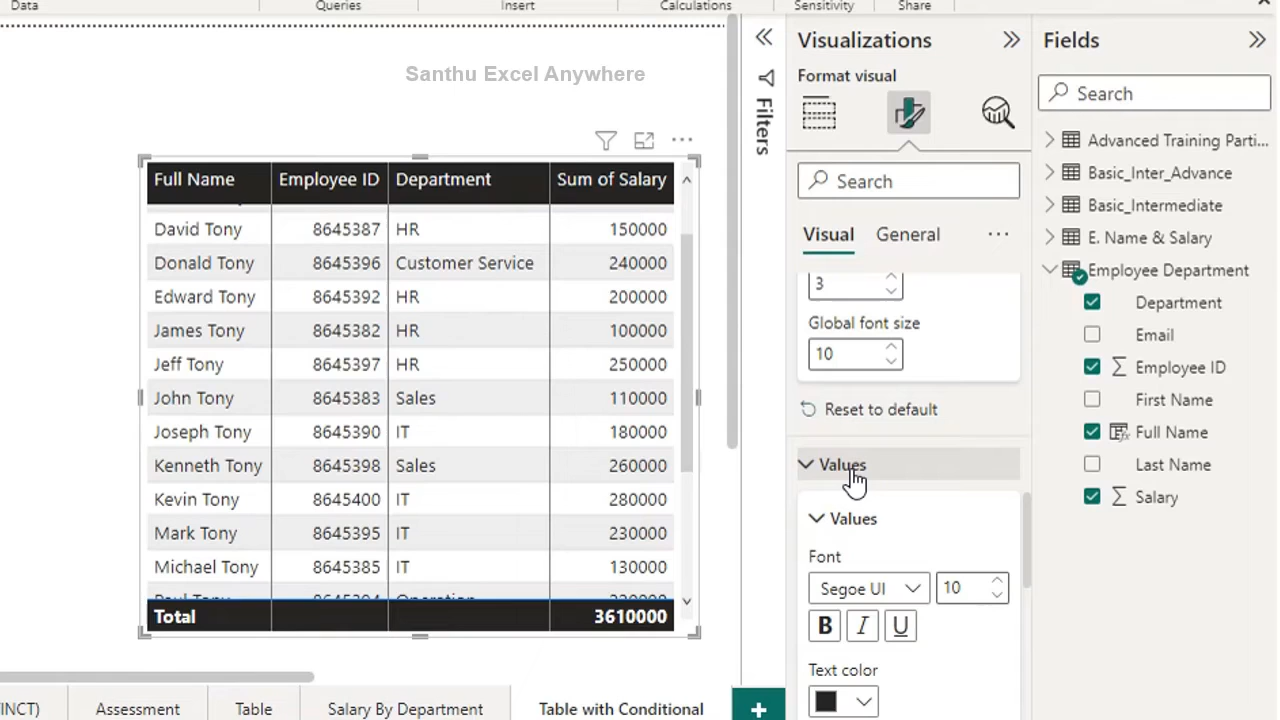 Data Queries Insert Calculations Sensitivity Share
Santhu Excel Anywhere
Full Name Employee ID Department Sum of Salary
David Tony 8645387 HR 150000
Donald Tony 8645396 Customer Service 240000
Edward Tony 8645392 HR 200000
James Tony 8645382 HR 100000
Jeff Tony 8645397 HR 250000
John Tony 8645383 Sales 110000
Joseph Tony 8645390 IT 180000
Kenneth Tony 8645398 Sales 260000
Kevin Tony 8645400 IT 280000
Mark Tony 8645395 IT 230000
Michael Tony 8645385 IT 130000
Total 3610000
Filters
Visualizations
Format visual
Search
Visual General
3
Global font size
10
Reset to default
Values
Values
Font
Segoe UI 10
B I U
Text color
Fields
Search
Advanced Training Parti...
Basic_Inter_Advance
Basic_Intermediate
E. Name & Salary
Employee Department
Department
Email
Employee ID
First Name
Full Name
Last Name
Salary
INCT) Assessment Table Salary By Department Table with Conditional